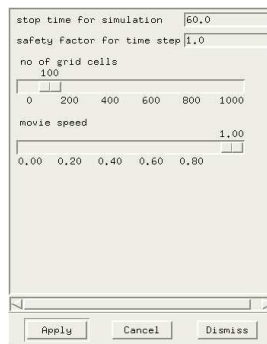 stop time for simulation 60.0
safety factor for time step 1.0
no of grid cells
100
0 200 400 600 800 1000
movie speed
1.00
0.00 0.20 0.40 0.60 0.80
Apply Cancel Dismiss